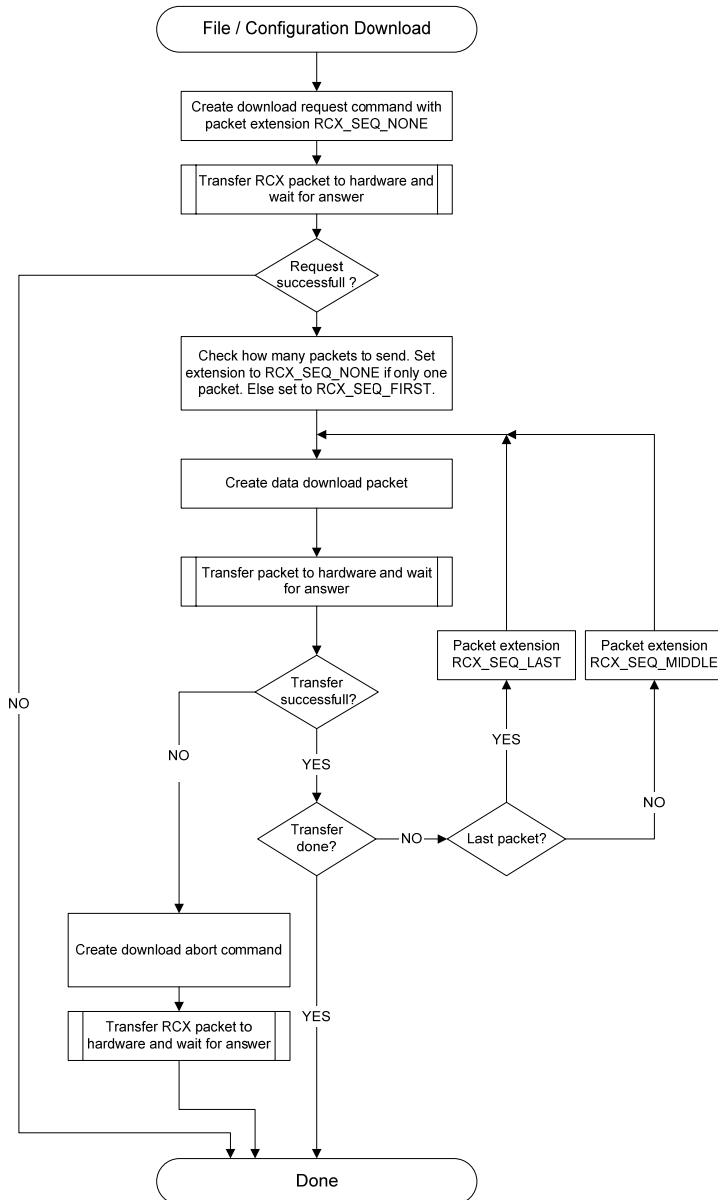 File / Configuration Download
Create download request command with
packet extension RCX_SEQ_NONE
Transfer RCX packet to hardware and
wait for answer
Request
successfull ?
Check how many packets to send. Set
extension to RCX_SEQ_NONE if only one
packet. Else set to RCX_SEQ_FIRST.
Create data download packet
Transfer packet to hardware and wait
for answer
Packet extension
RCX_SEQ_LAST
Packet extension
RCX_SEQ_MIDDLE
Transfer
successfull?
NO
NO
YES
YES
NO
Transfer
done?
NO
Last packet?
Create download abort command
YES
Transfer RCX packet to
hardware and wait for answer
Done